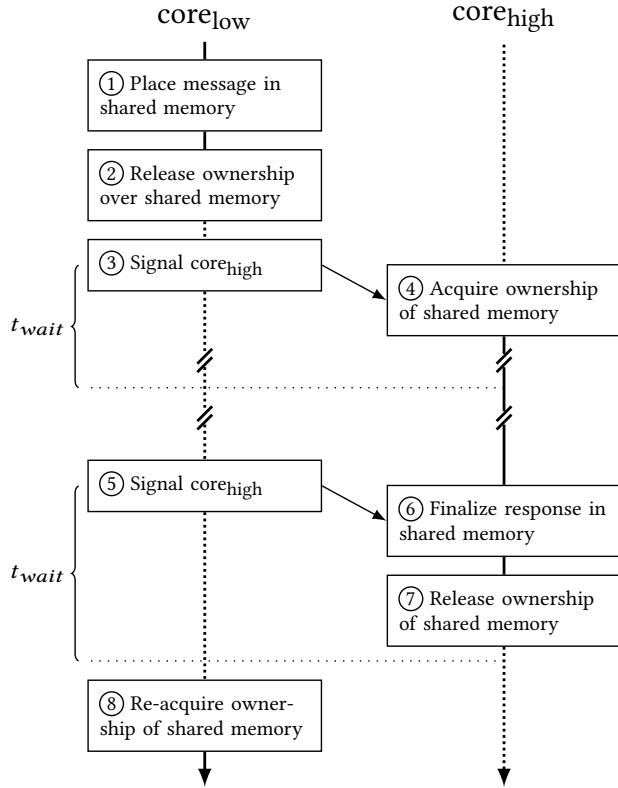 core_low
core_high
① Place message in
shared memory
② Release ownership
over shared memory
③ Signal core_high
④ Acquire ownership
of shared memory
t_wait
⑤ Signal core_high
⑥ Finalize response in
shared memory
t_wait
⑦ Release ownership
of shared memory
⑧ Re-acquire owner-
ship of shared memory